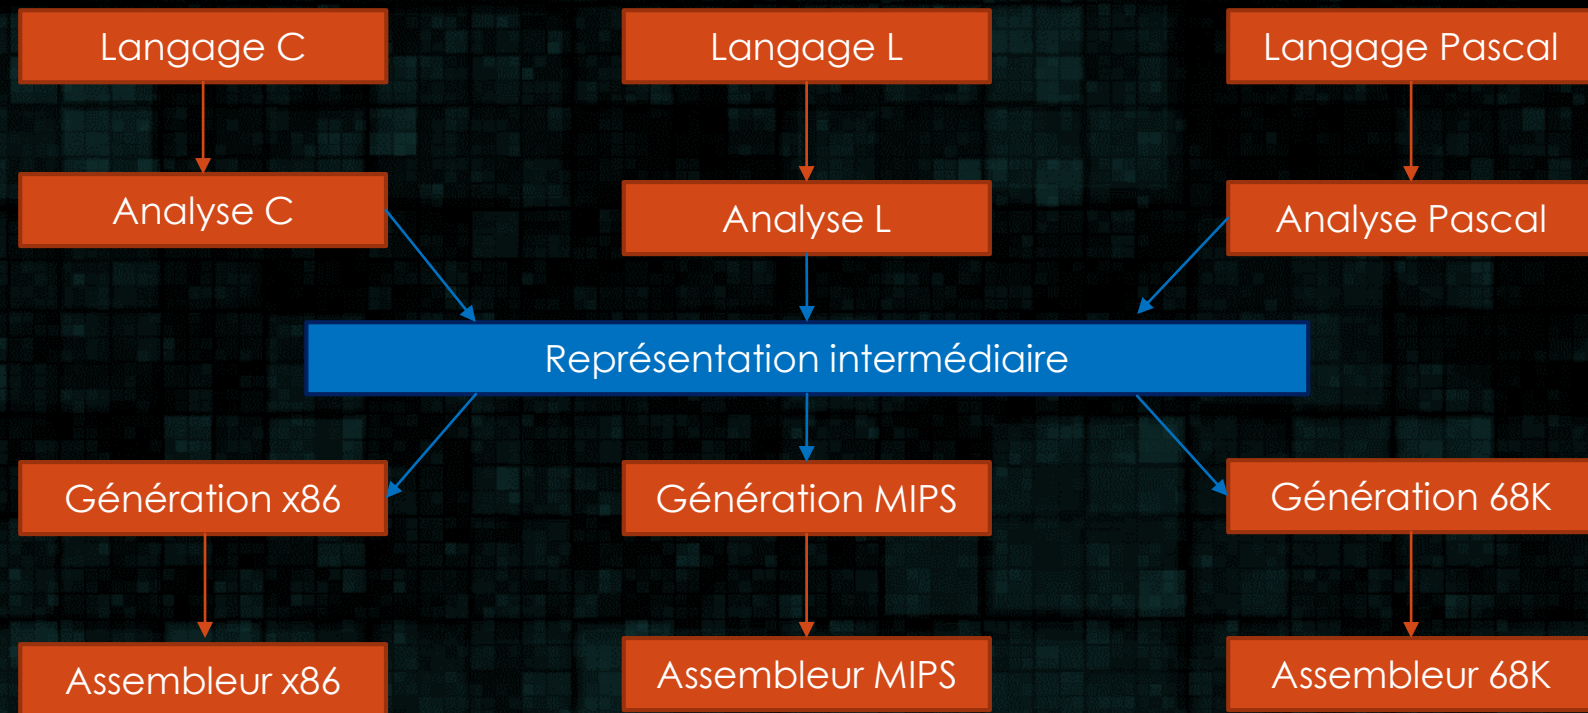 Langage C
Langage L
Langage Pascal
Analyse C
Analyse L
Analyse Pascal
Représentation intermédiaire
Génération x86
Génération MIPS
Génération 68K
Assembleur x86
Assembleur MIPS
Assembleur 68K